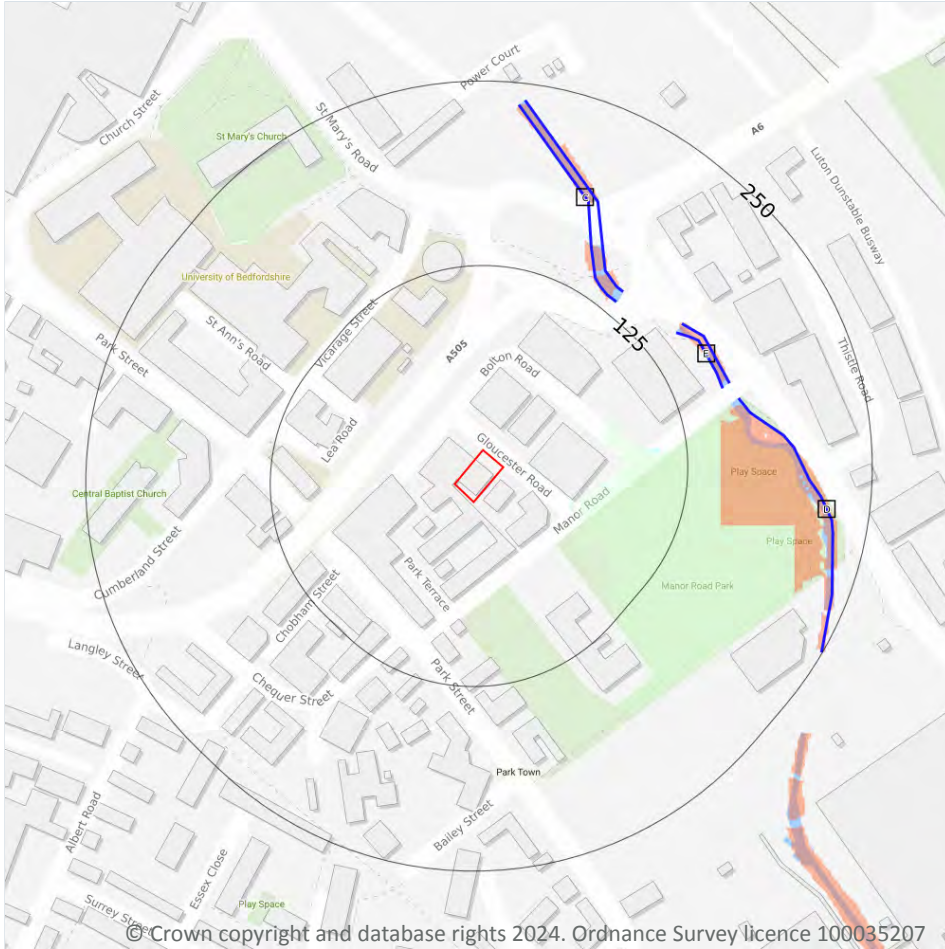 Power Court
Church Street
St Mary's Church
St Mary's Road
A6
Luton Dunstable Busway
250
G
University of Bedfordshire
St Ann's Road
Vicarage Street
Park Street
A505
125
Bolton Road
E
Thistle Road
Lea Road
Gloucester Road
Play Space
Central Baptist Church
Manor Road
D
Play Space
Cumberland Street
Park Terrace
Manor Road Park
Chobham Street
Langley Street
Chequer Street
Park Street
Park Town
Albert Road
Bailey Street
Essex Close
Play Space
Surrey Street
© Crown copyright and database rights 2024. Ordnance Survey licence 100035207